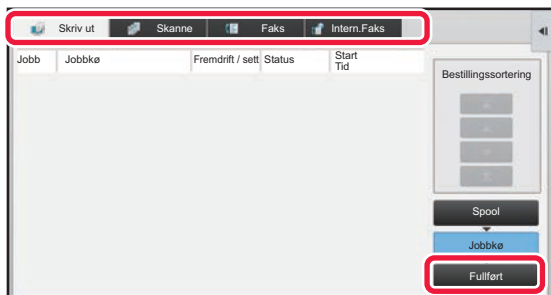 Skriv ut Skanne Faks Intern.Faks
Jobb Jobbkø Fremdrift / sett Status Start Tid
Bestillingssortering
Spool
Jobbkø
Fullført